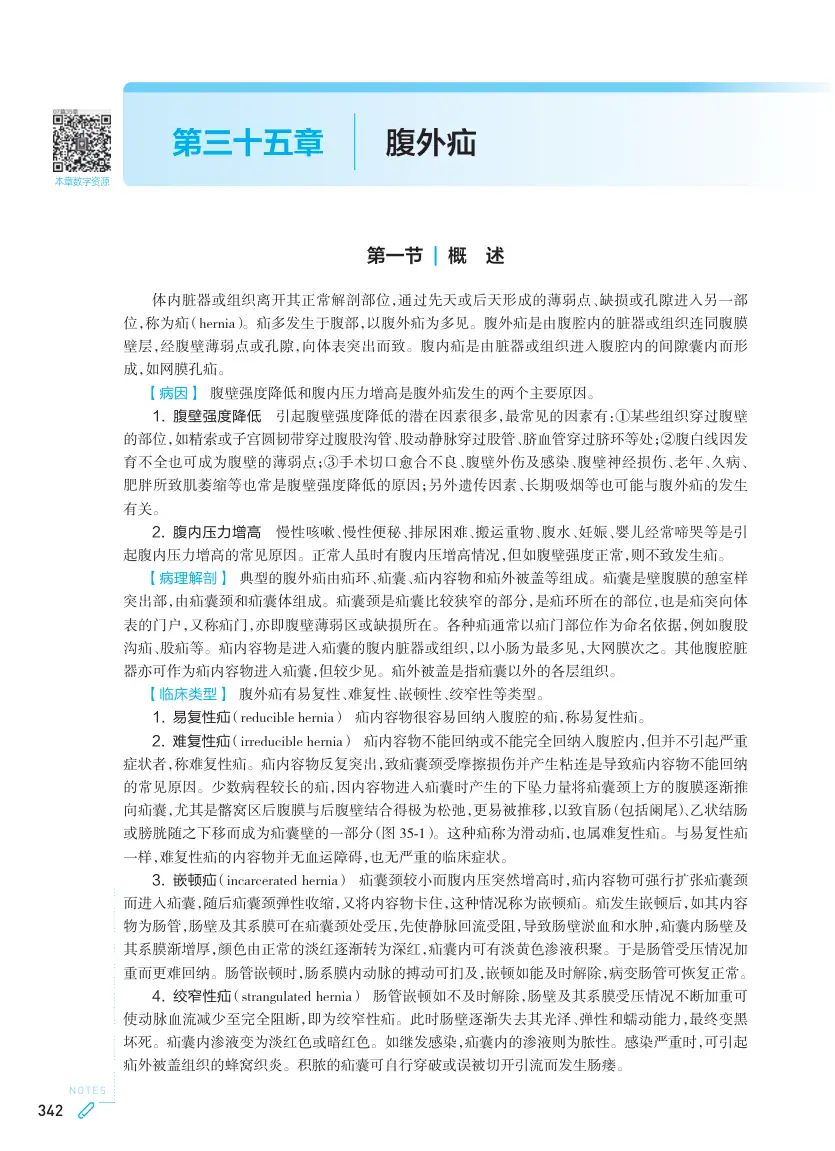 本章数字资源
第三十五章 腹外疝
第一节 | 概 述
体内脏器或组织离开其正常解剖部位，通过先天或后天形成的薄弱点、缺损或孔隙进入另一部
位，称为疝（hernia）。疝多发生于腹部，以腹外疝为多见。腹外疝是由腹腔内的脏器或组织连同腹膜
壁层，经腹壁薄弱点或孔隙，向体表突出而致。腹内疝是由脏器或组织进入腹腔内的间隙囊内而形
成，如网膜孔疝。
【病因】 腹壁强度降低和腹内压力增高是腹外疝发生的两个主要原因。
1. 腹壁强度降低 引起腹壁强度降低的潜在因素很多，最常见的因素有：①某些组织穿过腹壁
的部位，如精索或子宫圆韧带穿过腹股沟管、股动静脉穿过股管、脐血管穿过脐环等处；②腹白线因发
育不全也可成为腹壁的薄弱点；③手术切口愈合不良、腹壁外伤及感染、腹壁神经损伤、老年、久病、
肥胖所致肌萎缩等也常是腹壁强度降低的原因；另外遗传因素、长期吸烟等也可能与腹外疝的发生
有关。
2. 腹内压力增高 慢性咳嗽、慢性便秘、排尿困难、搬运重物、腹水、妊娠、婴儿经常啼哭等是引
起腹内压力增高的常见原因。正常人虽时有腹内压增高情况，但如腹壁强度正常，则不致发生疝。
【病理解剖】 典型的腹外疝由疝环、疝囊、疝内容物和疝外被盖等组成。疝囊是壁腹膜的憩室样
突出部，由疝囊颈和疝囊体组成。疝囊颈是疝囊比较狭窄的部分，是疝环所在的部位，也是疝突向体
表的门户，又称疝门，亦即腹壁薄弱区或缺损所在。各种疝通常以疝门部位作为命名依据，例如腹股
沟疝、股疝等。疝内容物是进入疝囊的腹内脏器或组织，以小肠为最多见，大网膜次之。其他腹腔脏
器亦可作为疝内容物进入疝囊，但较少见。疝外被盖是指疝囊以外的各层组织。
【临床类型】 腹外疝有易复性、难复性、嵌顿性、绞窄性等类型。
1. 易复性疝（reducible hernia） 疝内容物很容易回纳入腹腔的疝，称易复性疝。
2. 难复性疝（irreducible hernia） 疝内容物不能回纳或不能完全回纳入腹腔内，但并不引起严重
症状者，称难复性疝。疝内容物反复突出，致疝囊颈受摩擦损伤并产生粘连是导致疝内容物不能回纳
的常见原因。少数病程较长的疝，因内容物进入疝囊时产生的下坠力量将疝囊颈上方的腹膜逐渐推
向疝囊，尤其是髂窝区后腹膜与后腹壁结合得极为松弛，更易被推移，以致盲肠（包括阑尾）、乙状结肠
或膀胱随之下移而成为疝囊壁的一部分（图 35-1）。这种疝称为滑动疝，也属难复性疝。与易复性疝
一样，难复性疝的内容物并无血运障碍，也无严重的临床症状。
3. 嵌顿疝（incarcerated hernia） 疝囊颈较小而腹内压突然增高时，疝内容物可强行扩张疝囊颈
而进入疝囊，随后疝囊颈弹性收缩，又将内容物卡住，这种情况称为嵌顿疝。疝发生嵌顿后，如其内容
物为肠管，肠壁及其系膜可在疝囊颈处受压，先使静脉回流受阻，导致肠壁淤血和水肿，疝囊内肠壁及
其系膜渐增厚，颜色由正常的淡红逐渐转为深红，疝囊内可有淡黄色渗液积聚。于是肠管受压情况加
重而更难回纳。肠管嵌顿时，肠系膜内动脉的搏动可扪及，嵌顿如能及时解除，病变肠管可恢复正常。
4. 绞窄性疝（strangulated hernia） 肠管嵌顿如不及时解除，肠壁及其系膜受压情况不断加重可
使动脉血流减少至完全阻断，即为绞窄性疝。此时肠壁逐渐失去其光泽、弹性和蠕动能力，最终变黑
坏死。疝囊内渗液变为淡红色或暗红色。如继发感染，疝囊内的渗液则为脓性。感染严重时，可引起
疝外被盖组织的蜂窝织炎。积脓的疝囊可自行穿破或误被切开引流而发生肠瘘。
NOTES
342